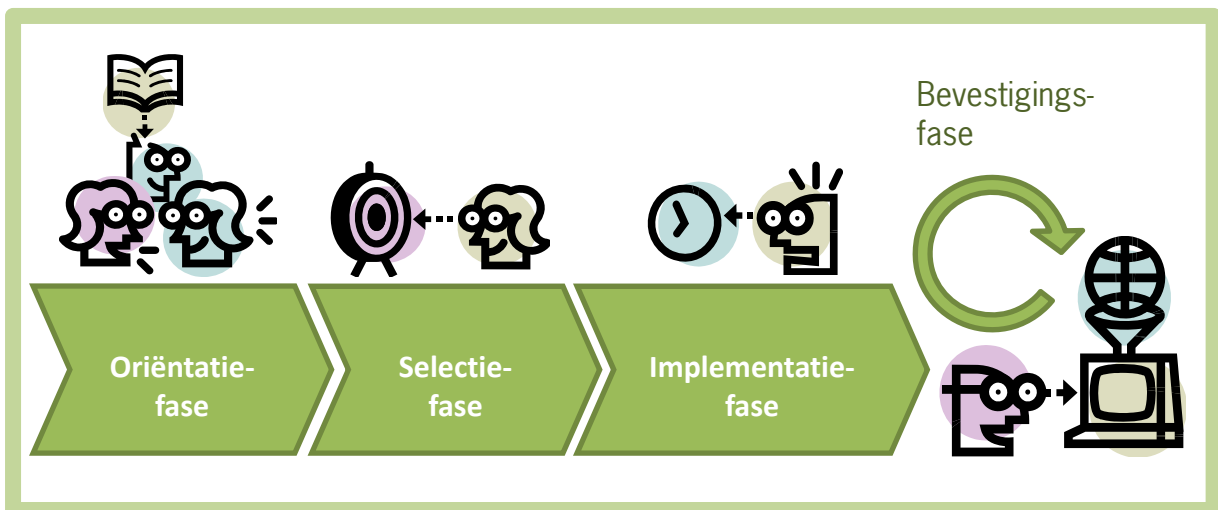 Oriëntatie-
fase
Selectie-
fase
Implementatie-
fase
Bevestigings-
fase